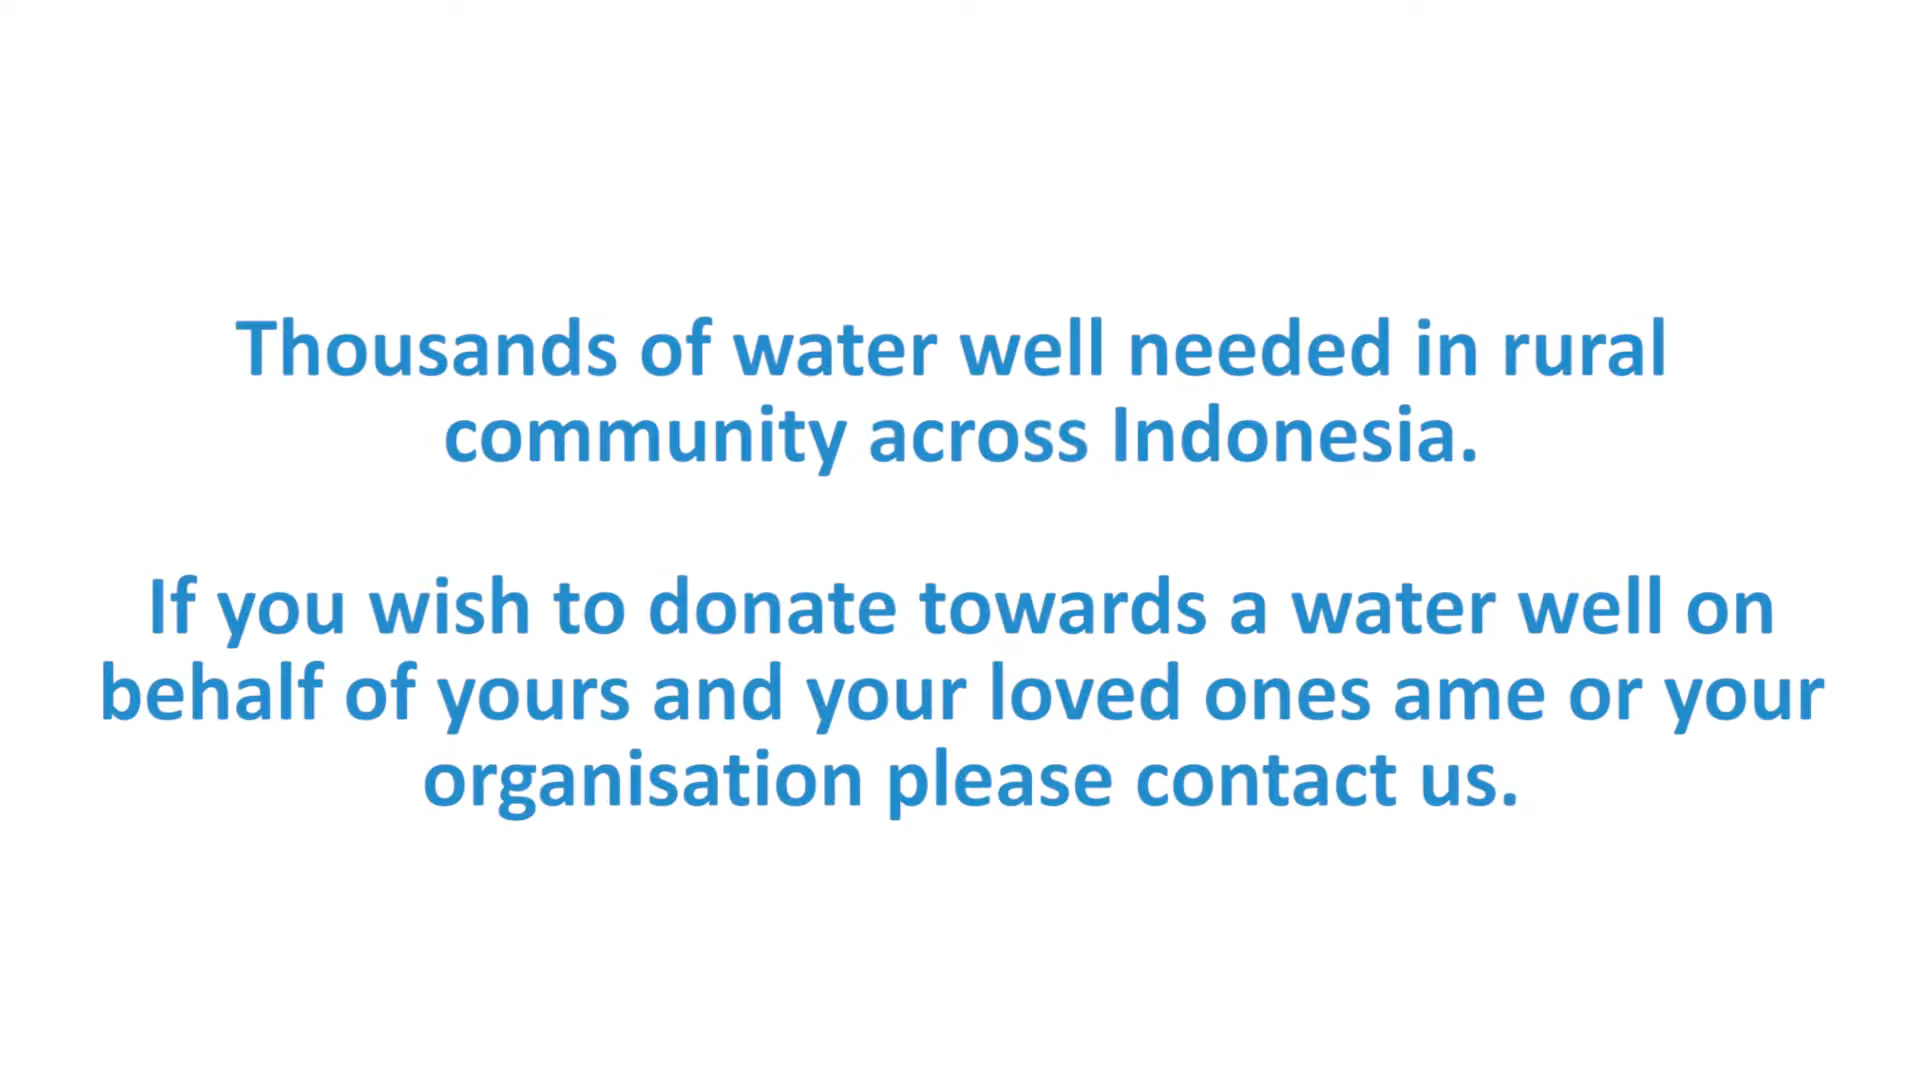 Thousands of water well needed in rural
community across Indonesia.
If you wish to donate towards a water well on
behalf of yours and your loved ones ame or your
organisation please contact us.